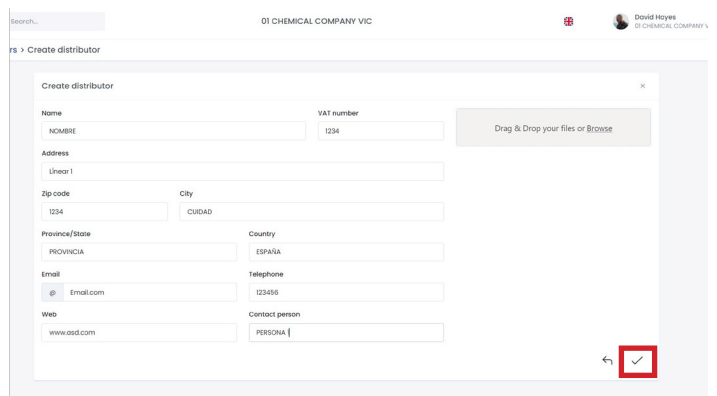 Search...
01 CHEMICAL COMPANY VIC
David Hayes
01 CHEMICAL COMPANY V
rs > Create distributor
Create distributor
Name
VAT number
NOMBRE
1234
Drag & Drop your files or Browse
Address
Línear 1
Zip code
City
1234
CUIDAD
Province/State
Country
PROVINCIA
ESPAÑA
Email
Telephone
@ Email.com
123456
Web
Contact person
www.asd.com
PERSONA 1